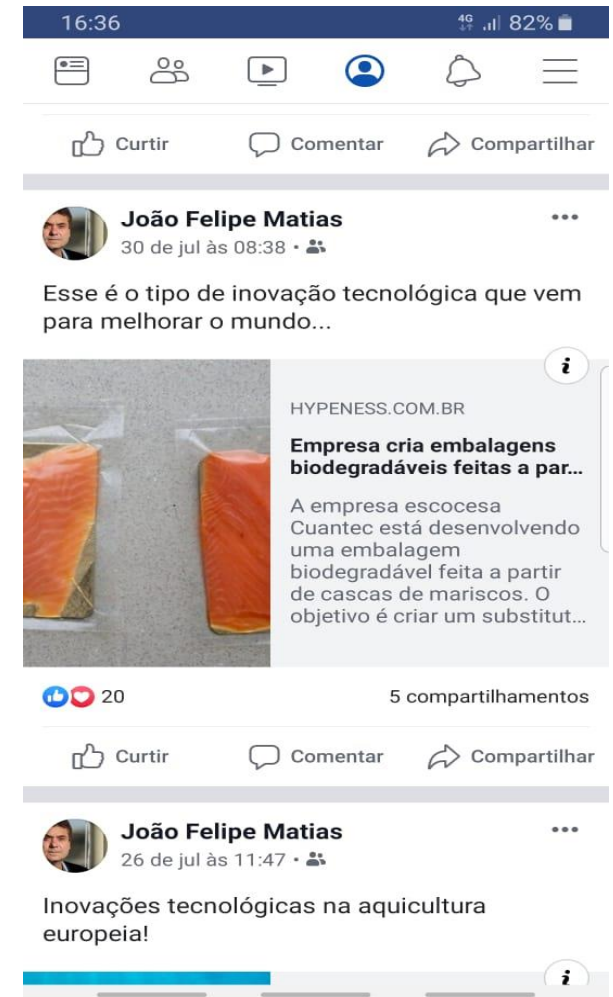 16:36 4G 82%
Curtir Comentar Compartilhar
João Felipe Matias
30 de jul às 08:38 •
Esse é o tipo de inovação tecnológica que vem
para melhorar o mundo...
i
HYPENESS.COM.BR
Empresa cria embalagens
biodegradáveis feitas a par...
A empresa escocesa
Cuantec está desenvolvendo
uma embalagem
biodegradável feita a partir
de cascas de mariscos. O
objetivo é criar um substitut...
20 5 compartilhamentos
Curtir Comentar Compartilhar
João Felipe Matias
26 de jul às 11:47 •
Inovações tecnológicas na aquicultura
europeia!
i